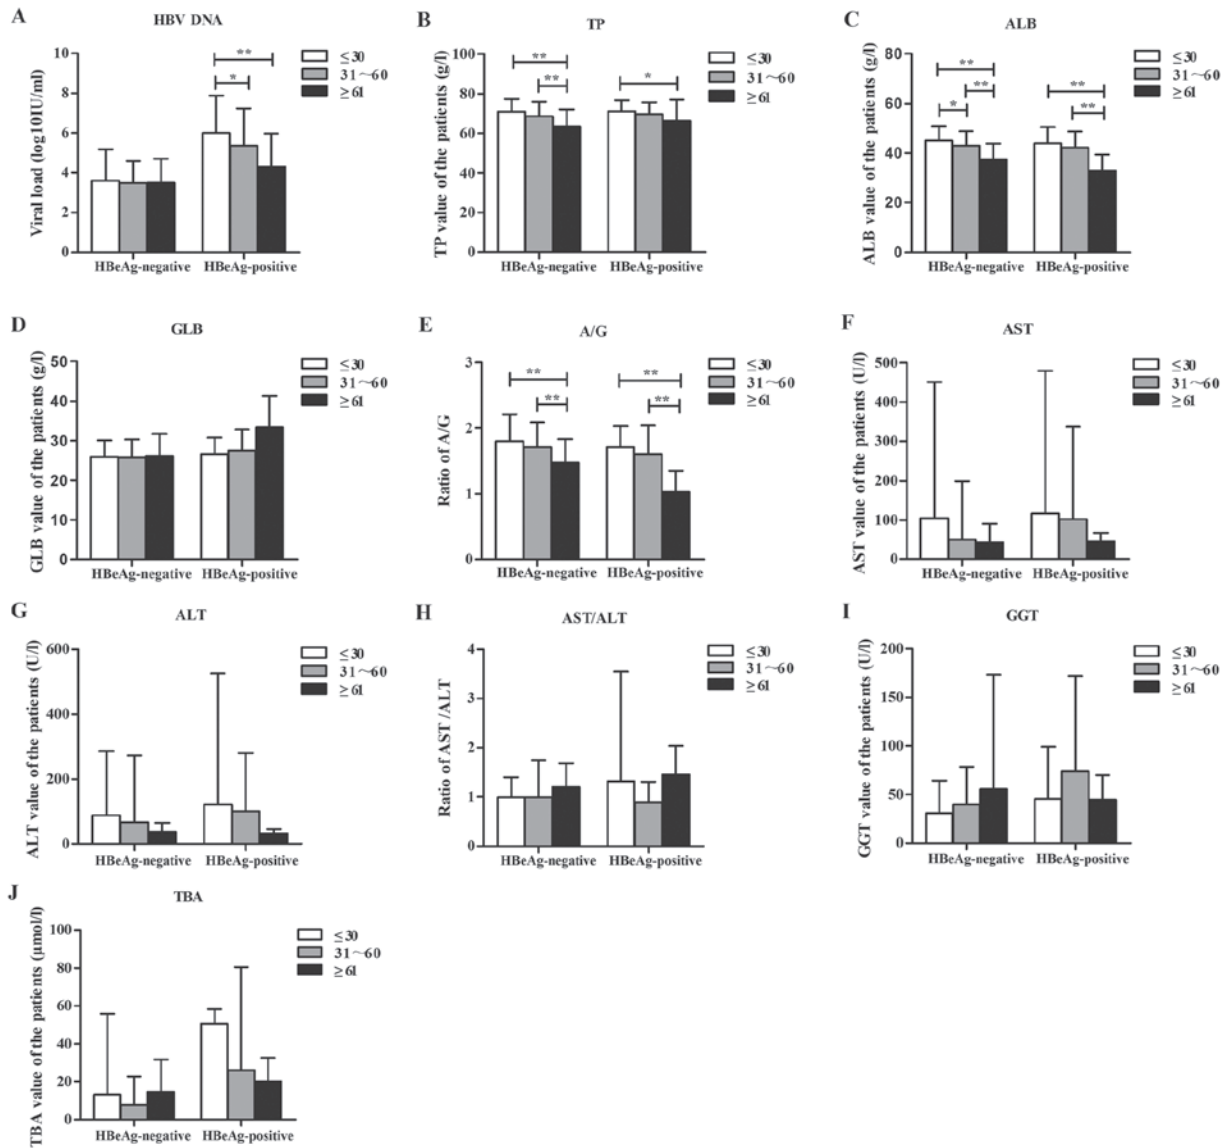 A
HBV DNA
Viral load (log10IU/ml)
10
8
6
4
2
0
**
*
HBeAg-negative
HBeAg-positive
≤30
31~60
≥61
B
TP
TP value of the patients (g/l)
100
80
60
40
20
0
**
**
*
HBeAg-negative
HBeAg-positive
≤30
31~60
≥61
C
ALB
ALB value of the patients (g/l)
80
60
40
20
0
**
**
*
**
**
HBeAg-negative
HBeAg-positive
≤30
31~60
≥61
D
GLB
GLB value of the patients (g/l)
50
40
30
20
10
0
HBeAg-negative
HBeAg-positive
≤30
31~60
≥61
E
A/G
Ratio of A/G
3
2
1
0
**
**
**
**
HBeAg-negative
HBeAg-positive
≤30
31~60
≥61
F
AST
AST value of the patients (U/l)
500
400
300
200
100
0
HBeAg-negative
HBeAg-positive
≤30
31~60
≥61
G
ALT
ALT value of the patients (U/l)
600
400
200
0
HBeAg-negative
HBeAg-positive
≤30
31~60
≥61
H
AST/ALT
Ratio of AST /ALT
4
3
2
1
0
HBeAg-negative
HBeAg-positive
≤30
31~60
≥61
I
GGT
GGT value of the patients (U/l)
200
150
100
50
0
HBeAg-negative
HBeAg-positive
≤30
31~60
≥61
J
TBA
TBA value of the patients (μmol/l)
100
80
60
40
20
0
HBeAg-negative
HBeAg-positive
≤30
31~60
≥61